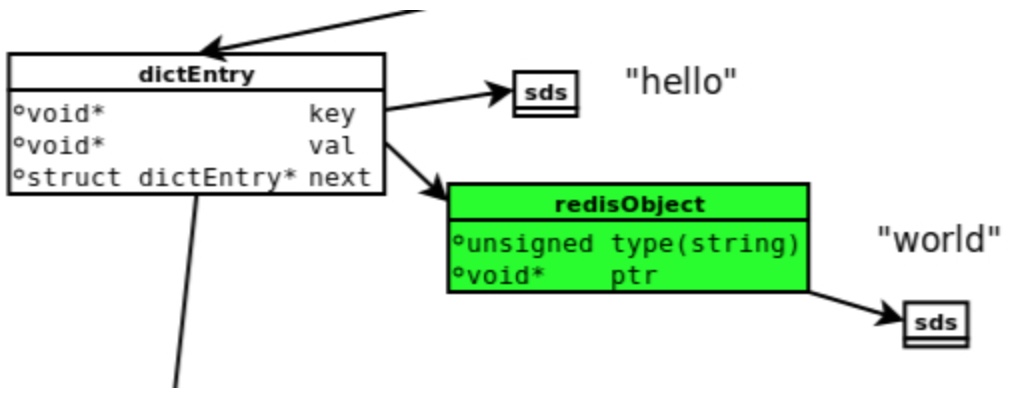 dictEntry
void* key
void* val
struct dictEntry* next
sds
"hello"
redisObject
unsigned type(string)
void* ptr
"world"
sds